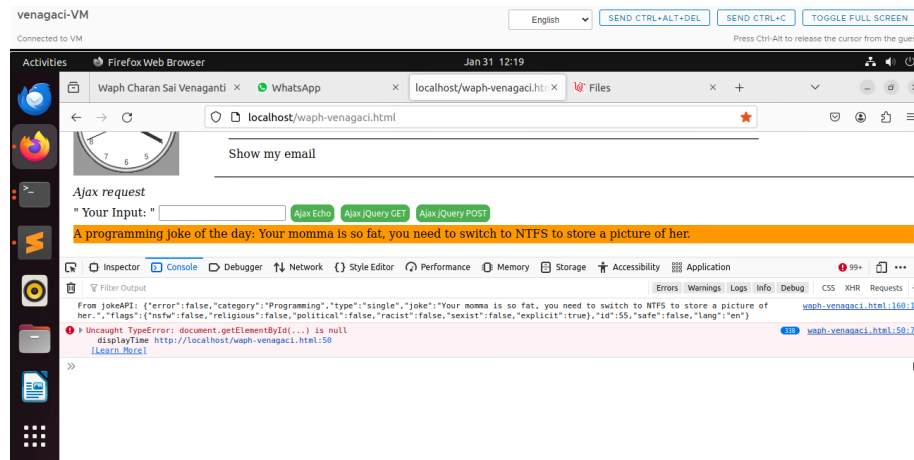 venagaci-VM
English
SEND CTRL+ALT+DEL
SEND CTRL+C
TOGGLE FULL SCREEN
Connected to VM
Press Ctrl-Alt to release the cursor from the gues
Activities
Firefox Web Browser
Jan 31 12:19
Waph Charan Sai Venaganti
WhatsApp
localhost/waph-venagaci.htm
Files
localhost/waph-venagaci.html
8 7 6 5 4
Show my email
Ajax request
" Your Input: "
Ajax Echo
Ajax jQuery GET
Ajax jQuery POST
A programming joke of the day: Your momma is so fat, you need to switch to NTFS to store a picture of her.
Inspector
Console
Debugger
Network
Style Editor
Performance
Memory
Storage
Accessibility
Application
99+
Filter Output
Errors Warnings Logs Info Debug CSS XHR Requests
From jokeAPI: {"error":false,"category":"Programming","type":"single","joke":"Your momma is so fat, you need to switch to NTFS to store a picture of waph-venagaci.html:160:1
her.","flags":{"nsfw":false,"religious":false,"political":false,"racist":false,"sexist":false,"explicit":true},"id":55,"safe":false,"lang":"en"}
Uncaught TypeError: document.getElementById(...) is null 338 waph-venagaci.html:50:7
displayTime http://localhost/waph-venagaci.html:50
[Learn More]